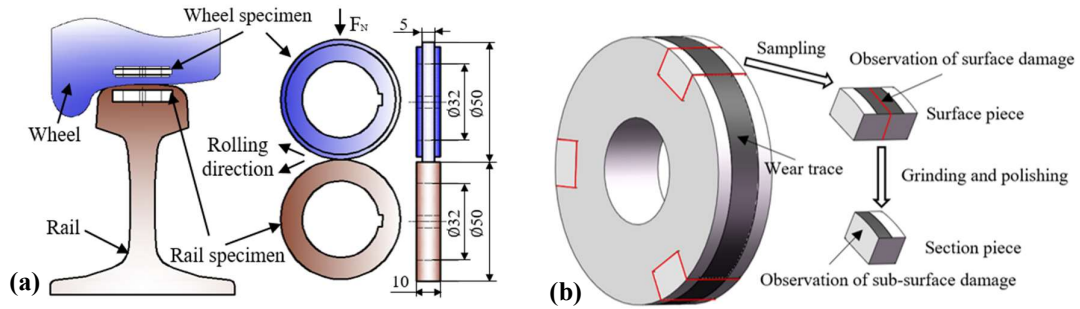 Wheel specimen
F_N
5
Ø32
Ø50
Wheel
Rolling
direction
Rail
Rail specimen
Ø32
Ø50
10
(a)
Sampling
Observation of
surface damage
Surface piece
Wear trace
Grinding and polishing
Section piece
Observation of sub-surface damage
(b)